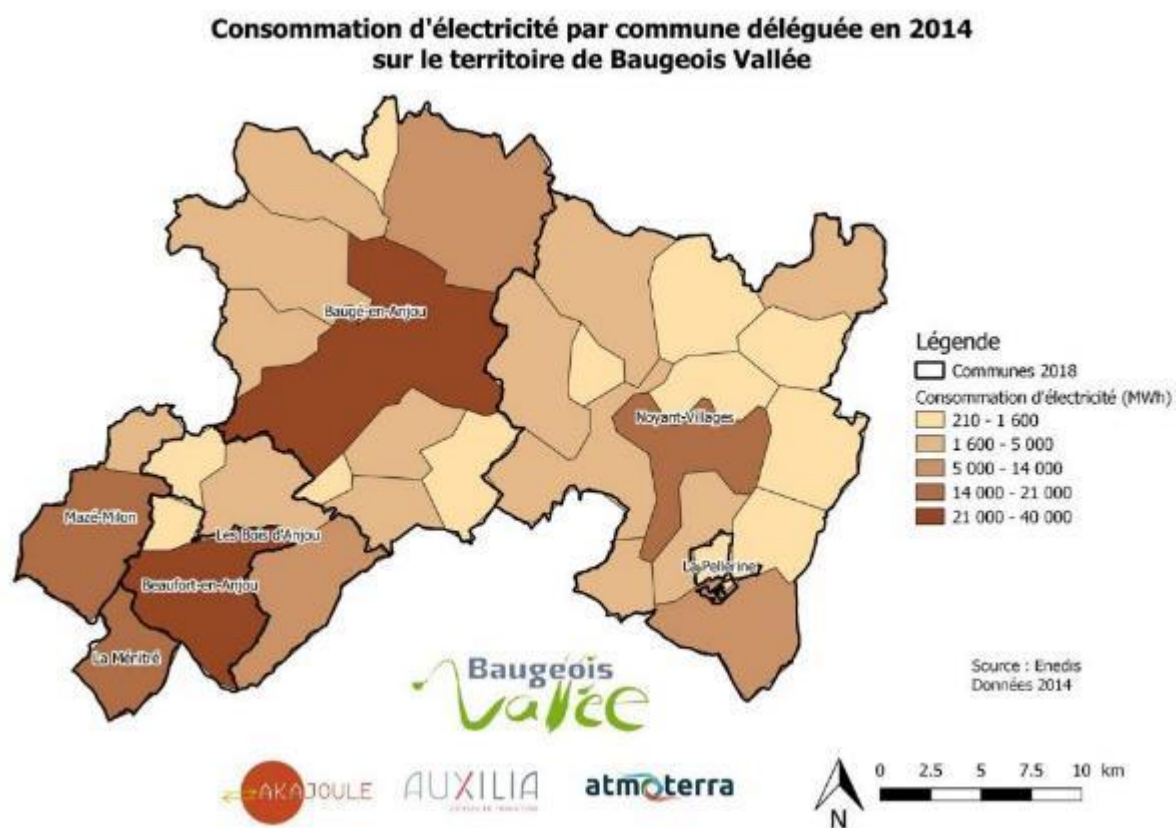 Consommation d'électricité par commune déléguée en 2014
sur le territoire de Baugeois Vallée
Baugé-en-Anjou
Noyant-Villages
Mazé-Milon
Les Bois d'Anjou
Beaufort-en-Anjou
La Pellerine
La Ménitré
Légende
Communes 2018
Consommation d'électricité (MWh)
210 - 1 600
1 600 - 5 000
5 000 - 14 000
14 000 - 21 000
21 000 - 40 000
Source : Enedis
Données 2014
Baugeois
Vallée
AKAJOULE
AUXILIA
atmoterra
0 2.5 5 7.5 10 km
N